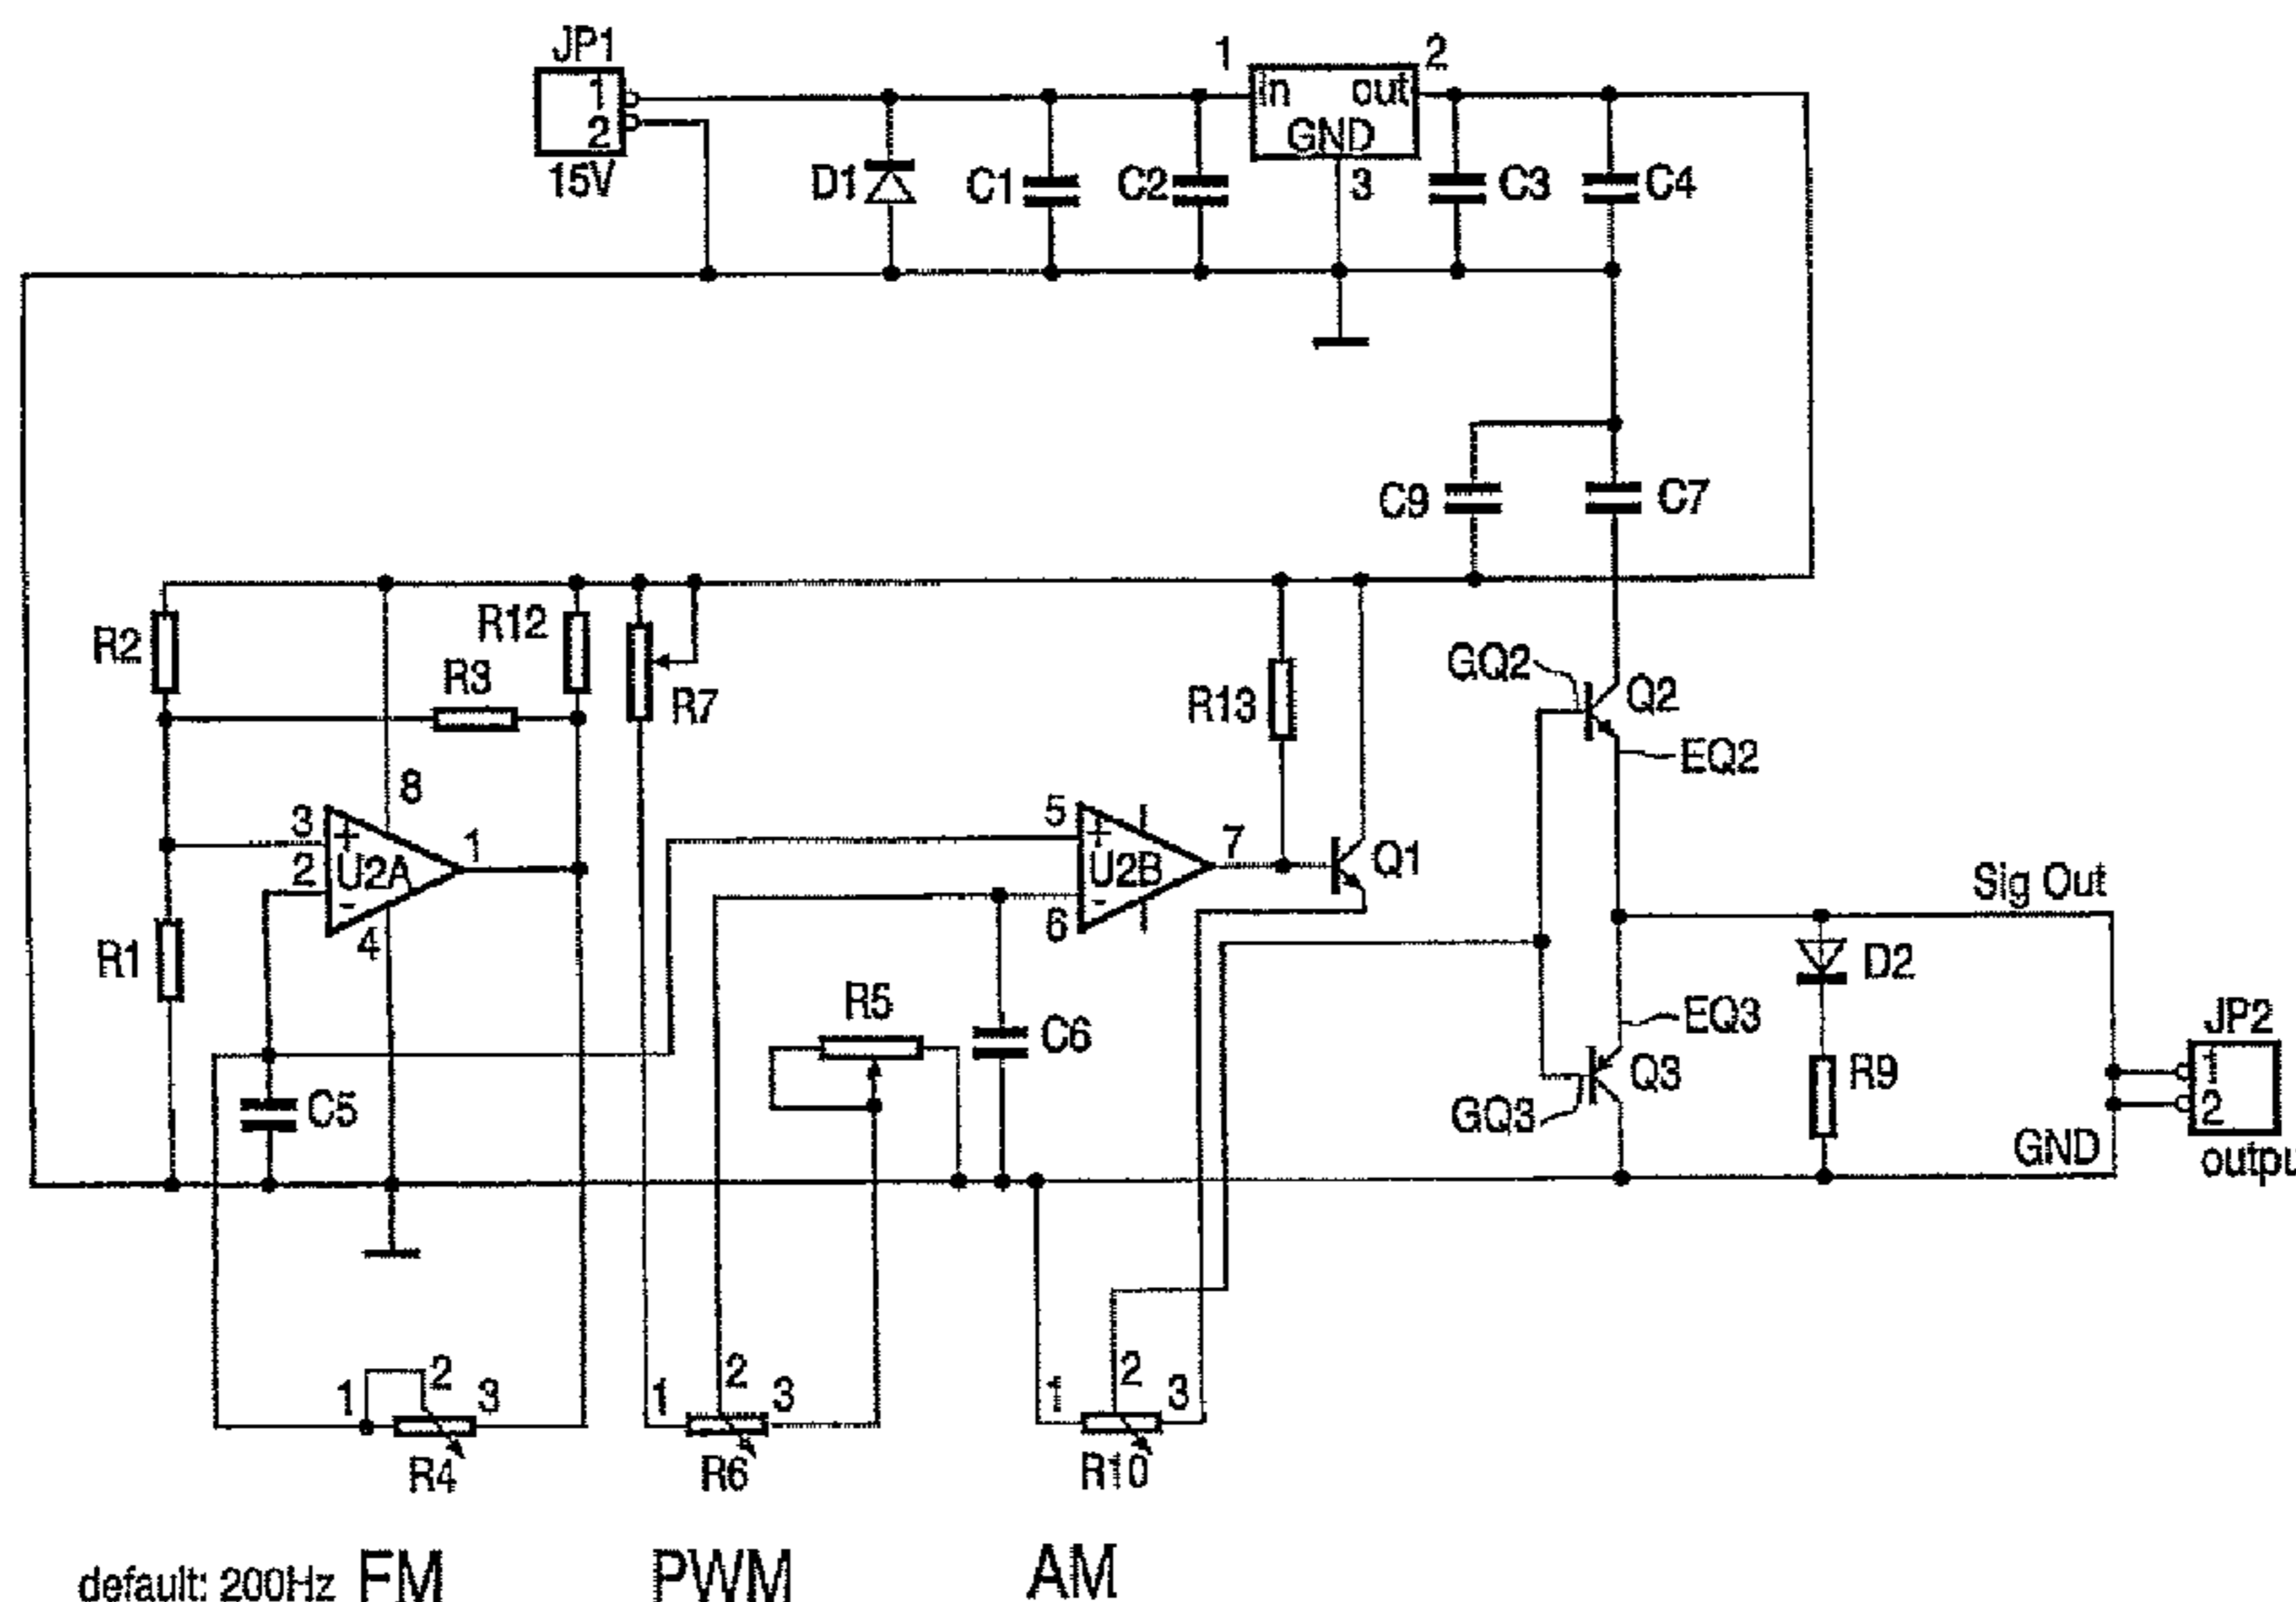 JP1
1
2
15V
1
2
In
out
GND
3
D1
C1
C2
C3
C4
C9
C7
R2
R12
R3
R7
R13
GQ2
Q2
EQ2
8
3
+
2
U2A
1
-
4
5
+
U2B
7
-
6
Q1
Sig Out
R1
R5
C6
D2
EQ3
JP2
1
2
Q3
R9
GQ3
C5
GND
outpu
1
2
3
R4
1
2
3
R6
1
2
3
R10
default: 200Hz
FM
PWM
AM